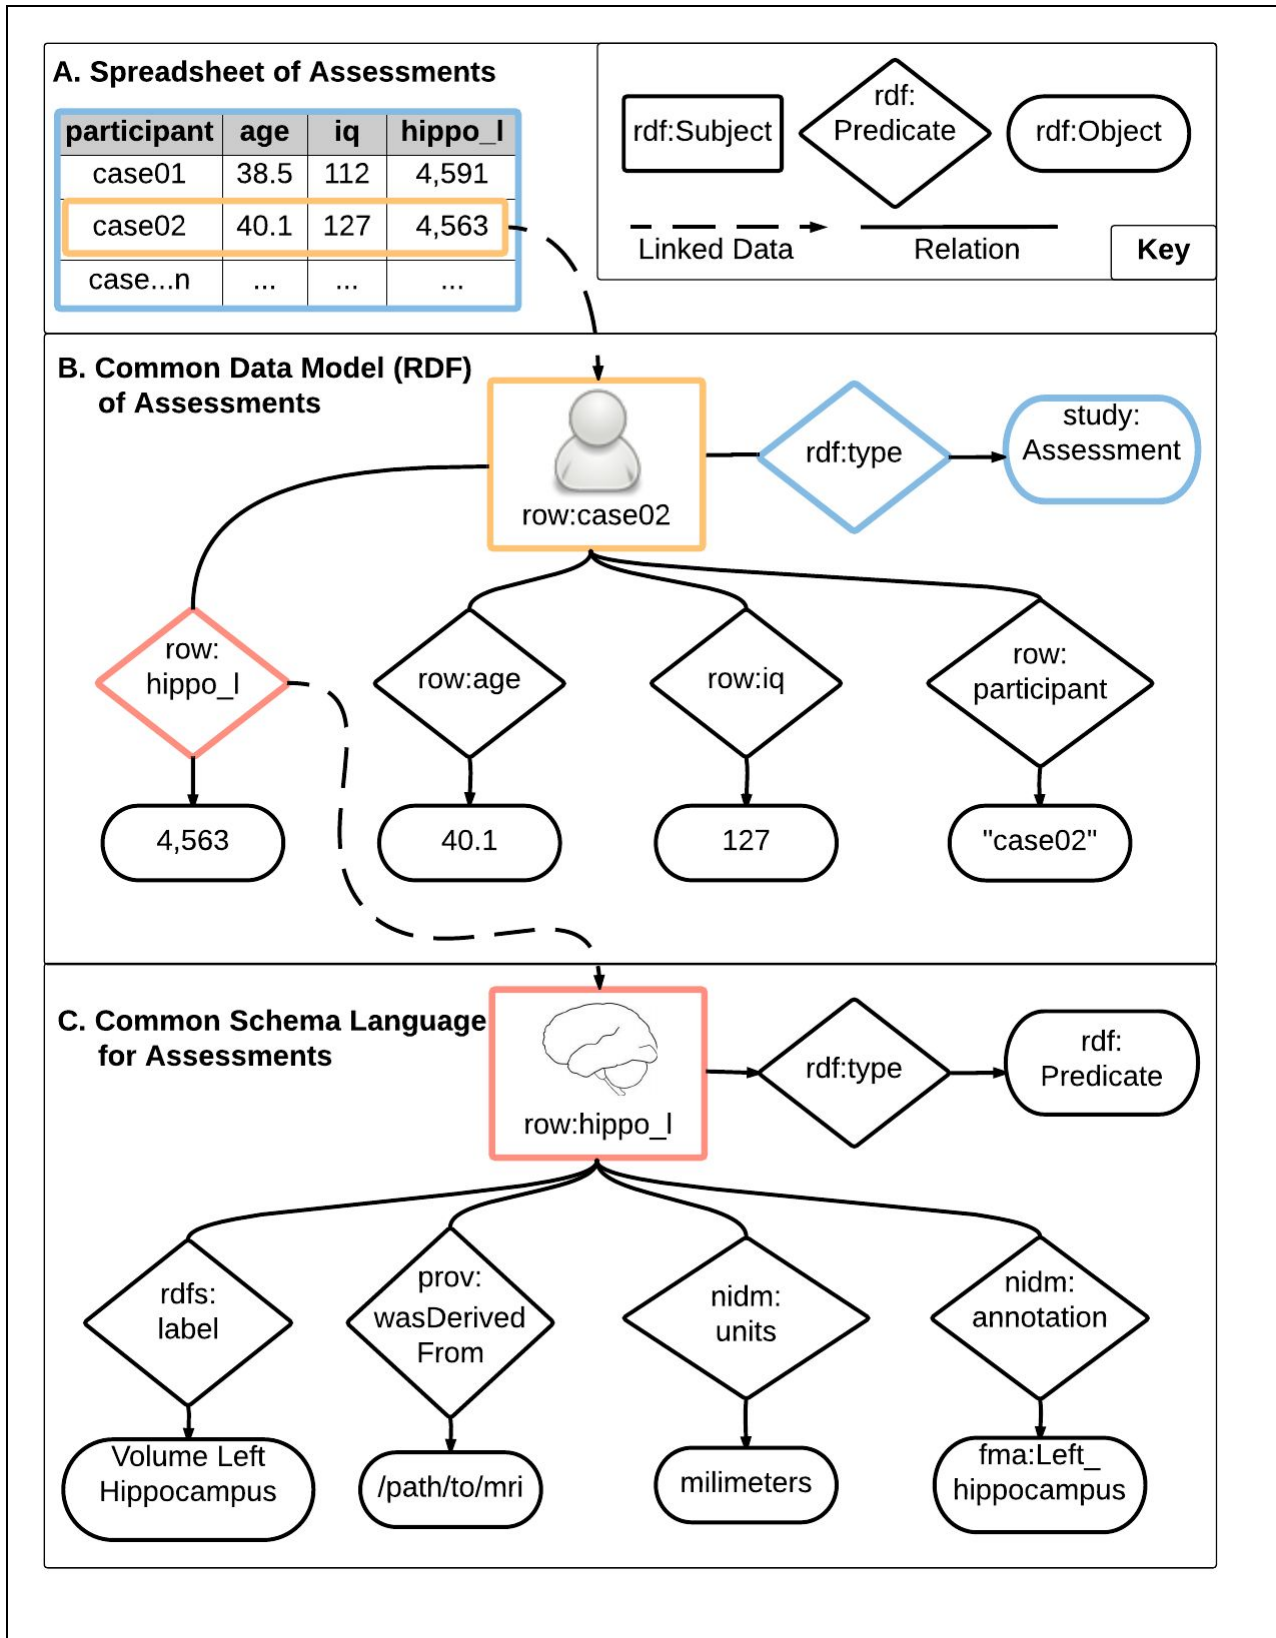 A. Spreadsheet of Assessments
participant age iq hippo_l
case01 38.5 112 4,591
case02 40.1 127 4,563
case...n ... ... ...
rdf:Subject
rdf:
Predicate
rdf:Object
Linked Data
Relation
Key
B. Common Data Model (RDF)
of Assessments
row:case02
rdf:type
study:
Assessment
row:
hippo_l
row:age
row:iq
row:
participant
4,563
40.1
127
"case02"
C. Common Schema Language
for Assessments
row:hippo_l
rdf:type
rdf:
Predicate
rdfs:
label
prov:
wasDerived
From
nidm:
units
nidm:
annotation
Volume Left
Hippocampus
/path/to/mri
milimeters
fma:Left_
hippocampus